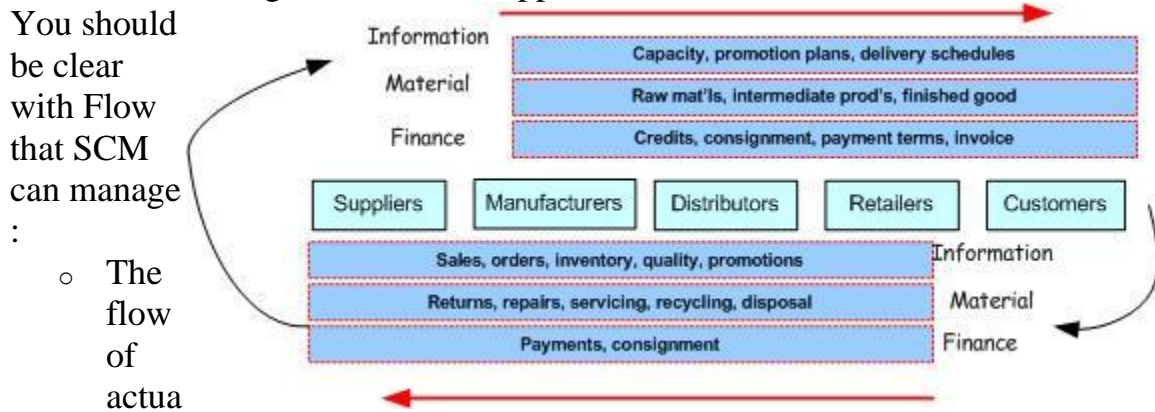 You should
be clear
with Flow
that SCM
can manage
:
o The
flow
of
actua
Information
Capacity, promotion plans, delivery schedules
Material
Raw mat'ls, intermediate prod's, finished good
Finance
Credits, consignment, payment terms, invoice
Suppliers
Manufacturers
Distributors
Retailers
Customers
Sales, orders, inventory, quality, promotions
Information
Returns, repairs, servicing, recycling, disposal
Material
Payments, consignment
Finance